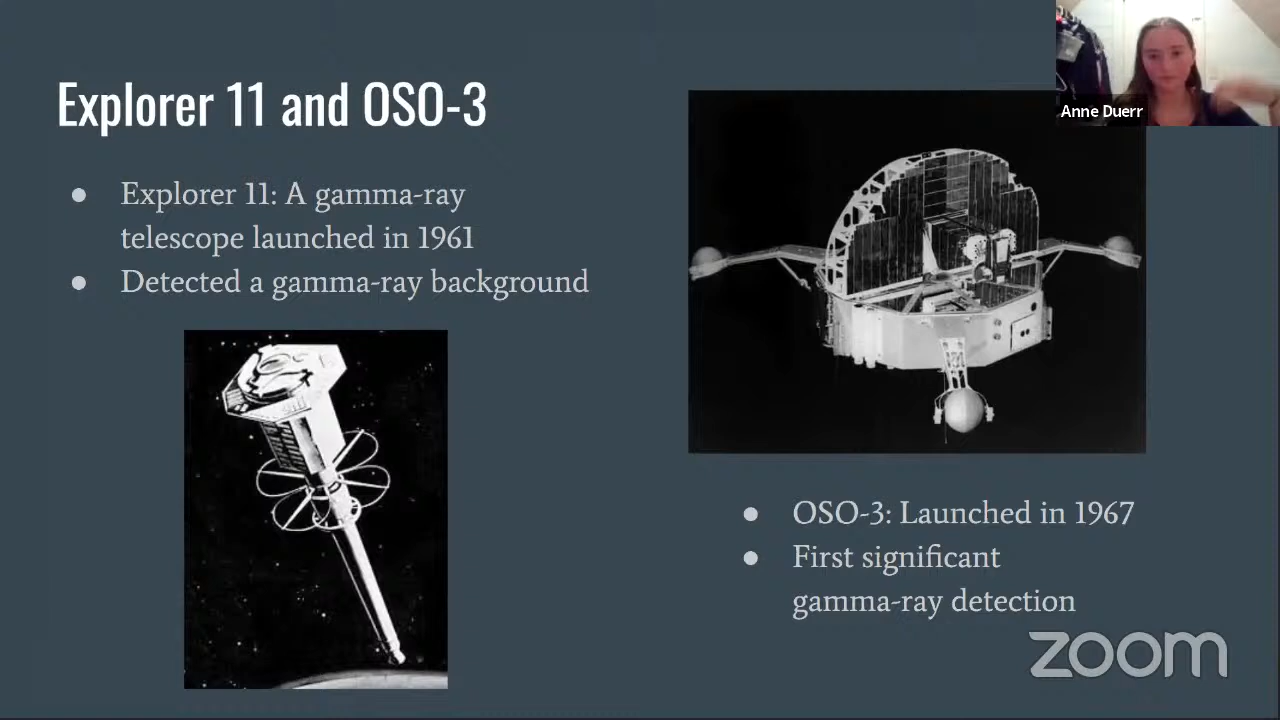 Explorer 11 and OSO-3
● Explorer 11: A gamma-ray
telescope launched in 1961
● Detected a gamma-ray background
Anne Duerr
● OSO-3: Launched in 1967
● First significant
gamma-ray detection
zoom